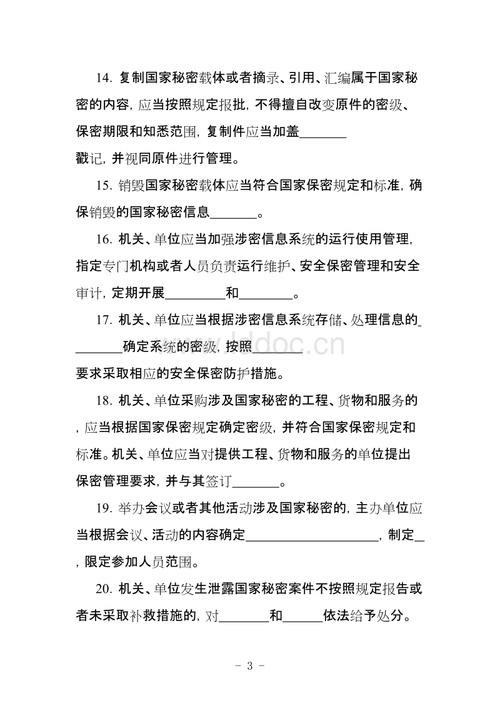 14. 复制国家秘密载体或者摘录、引用、汇编属于国家秘
密的内容, 应当按照规定报批, 不得擅自改变原件的密级、
保密期限和知悉范围, 复制件应当加盖_______
戳记, 并视同原件进行管理。
15. 销毁国家秘密载体应当符合国家保密规定和标准, 确
保销毁的国家秘密信息_______。
16. 机关、单位应当加强涉密信息系统的运行使用管理,
指定专门机构或者人员负责运行维护、安全保密管理和安全
审计, 定期开展_________和________。
17. 机关、单位应当根据涉密信息系统存储、处理信息的_
_______确定系统的密级, 按照________
要求采取相应的安全保密防护措施。
18. 机关、单位采购涉及国家秘密的工程、货物和服务的
, 应当根据国家保密规定确定密级, 并符合国家保密规定和
标准。机关、单位应当对提供工程、货物和服务的单位提出
保密管理要求, 并与其签订_______。
19. 举办会议或者其他活动涉及国家秘密的, 主办单位应
当根据会议、活动的内容确定____________________, 制定__
, 限定参加人员范围。
20. 机关、单位发生泄露国家秘密案件不按照规定报告或
者未采取补救措施的, 对________和______依法给予处分。
- 3 -